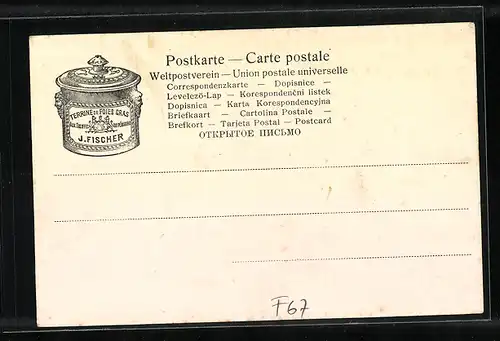 Postkarte — Carte postale
Weltpostverein — Union postale universelle
Correspondenzkarte — Dopisnice —
Levelező-Lap — Korespondenční listek
Dopisnica — Karta Korespondencyjna
Briefkaart — Cartolina Postale —
Brefkort — Tarjeta Postal — Postcard
ОТКРЫТОЕ ПИСЬМО
TERRINE DE FOIES GRAS
J. FISCHER
F67